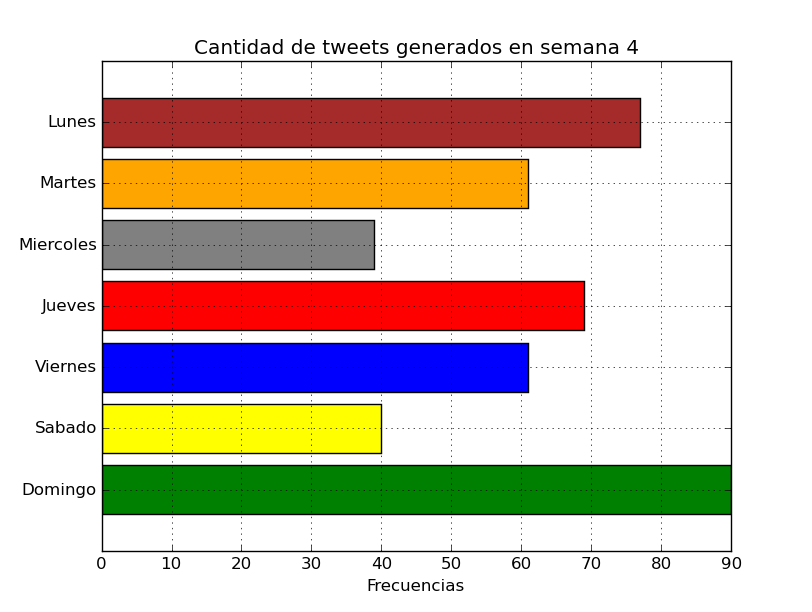 Cantidad de tweets generados en semana 4
Lunes
Martes
Miercoles
Jueves
Viernes
Sabado
Domingo
0 10 20 30 40 50 60 70 80 90
Frecuencias